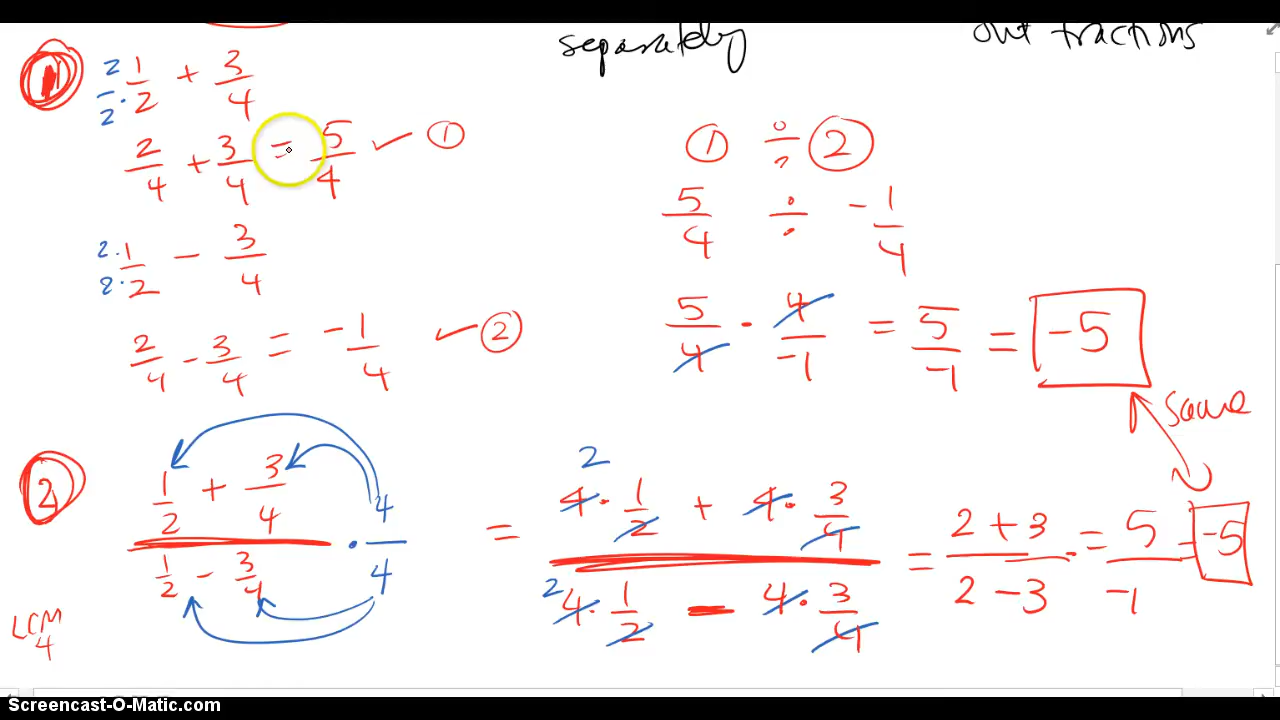 separately
out fractions
1
2/2 · 1/2 + 3/4
2/4 + 3/4 = 5/4 ✓ ①
2·1/8·2 − 3/4
2/4 − 3/4 = −1/4 ✓ ②
① ÷ ②
5/4 ÷ −1/4
5/4 · 4/−1 = 5/−1 = −5
same
2
(1/2 + 3/4)/(1/2 − 3/4) · 4/4 = (4·1/2 + 4·3/4)/(4·1/2 − 4·3/4) = (2+3)/(2−3) = 5/−1 = −5
2
2
LCM
4
Screencast-O-Matic.com